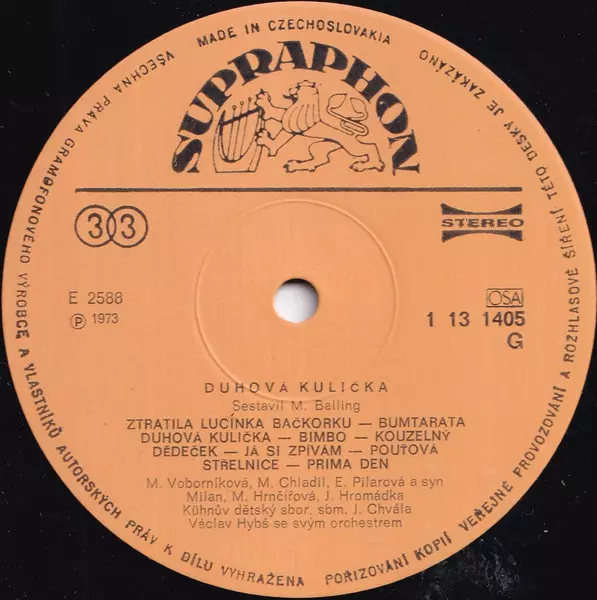 MADE IN CZECHOSLOVAKIA
VŠECHNA PRÁVA GRAMOFONOVÉHO VÝROBCE A VLASTNÍKŮ AUTORSKÝCH PRÁV K DÍLU VYHRAŽENA
POŘIZOVÁNÍ KOPIÍ VEŘEJNÉ PROVOZOVÁNÍ A ROZHLASOVÉ ŠÍŘENÍ TÉTO DESKY JE ZAKÁZÁNO
SUPRAPHON
33
STEREO
E 2588
Ⓟ 1973
OSA
1 13 1405
G
DUHOVÁ KULIČKA
Sestavil M. Balling
ZTRATILA LUCÍNKA BAČKORKU — BUMTARATA
DUHOVÁ KULIČKA — BIMBO — KOUZELNÝ
DĚDEČEK — JÁ SI ZPÍVÁM — POUŤOVÁ
STŘELNICE — PRIMA DEN
M. Voborníková, M. Chladil, E. Pilarová a syn
Milan, M. Hrnčířová, J. Hromádka
Kühnův dětský sbor, sbm. J. Chvála
Václav Hybš se svým orchestrem